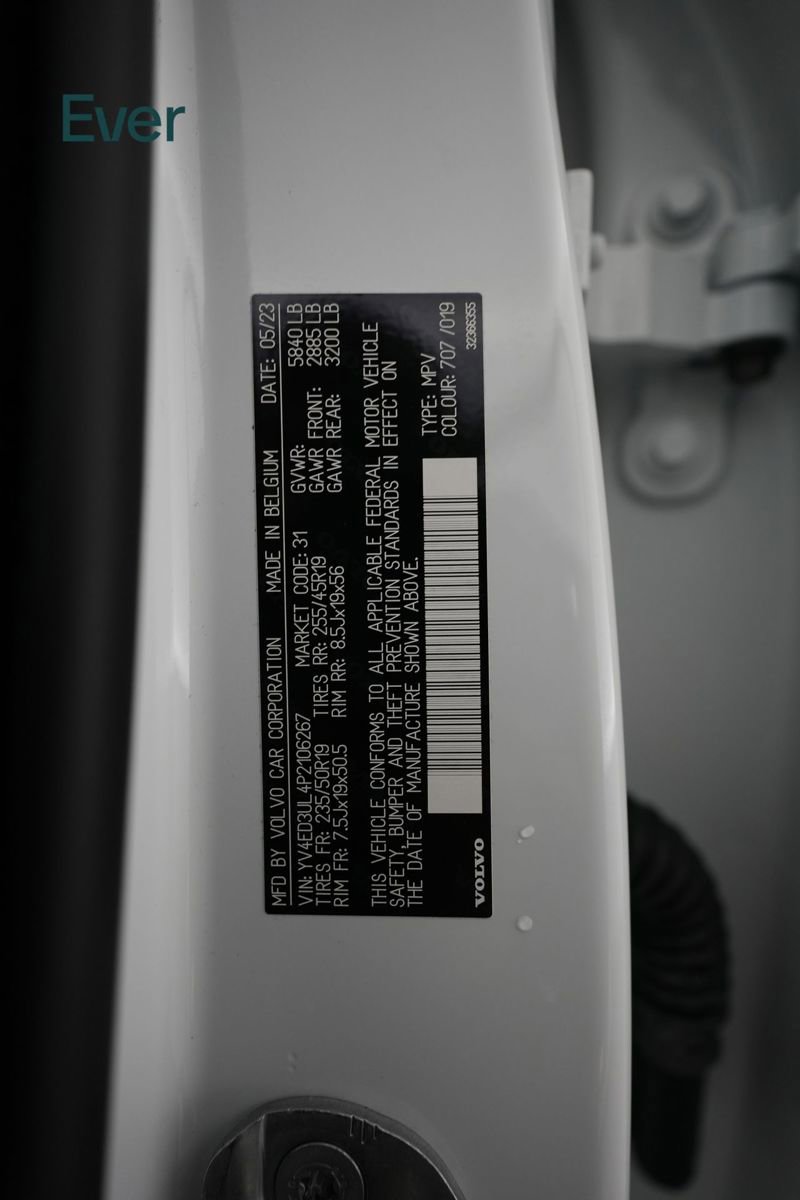 Ever
MFD BY VOLVO CAR CORPORATION MADE IN BELGIUM DATE: 05/23
VIN: YV4ED3UL4P2106267 MARKET CODE: 31 GVWR: 5840 LB
TIRES FR: 235/50R19 TIRES RR: 255/45R19 GAWR FRONT: 2885 LB
RIM FR: 7.5Jx19x50.5 RIM RR: 8.5Jx19x56 GAWR REAR: 3200 LB
THIS VEHICLE CONFORMS TO ALL APPLICABLE FEDERAL MOTOR VEHICLE
SAFETY, BUMPER AND THEFT PREVENTION STANDARDS IN EFFECT ON
THE DATE OF MANUFACTURE SHOWN ABOVE.
TYPE: MPV
COLOUR: 707 /019
VOLVO 32366355